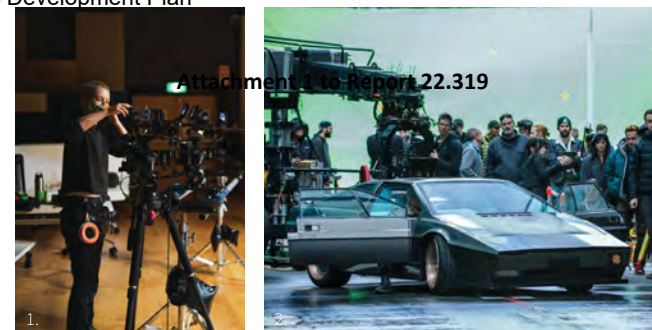 Development Plan
Attachment 1 to Report 22.319
1.
2.